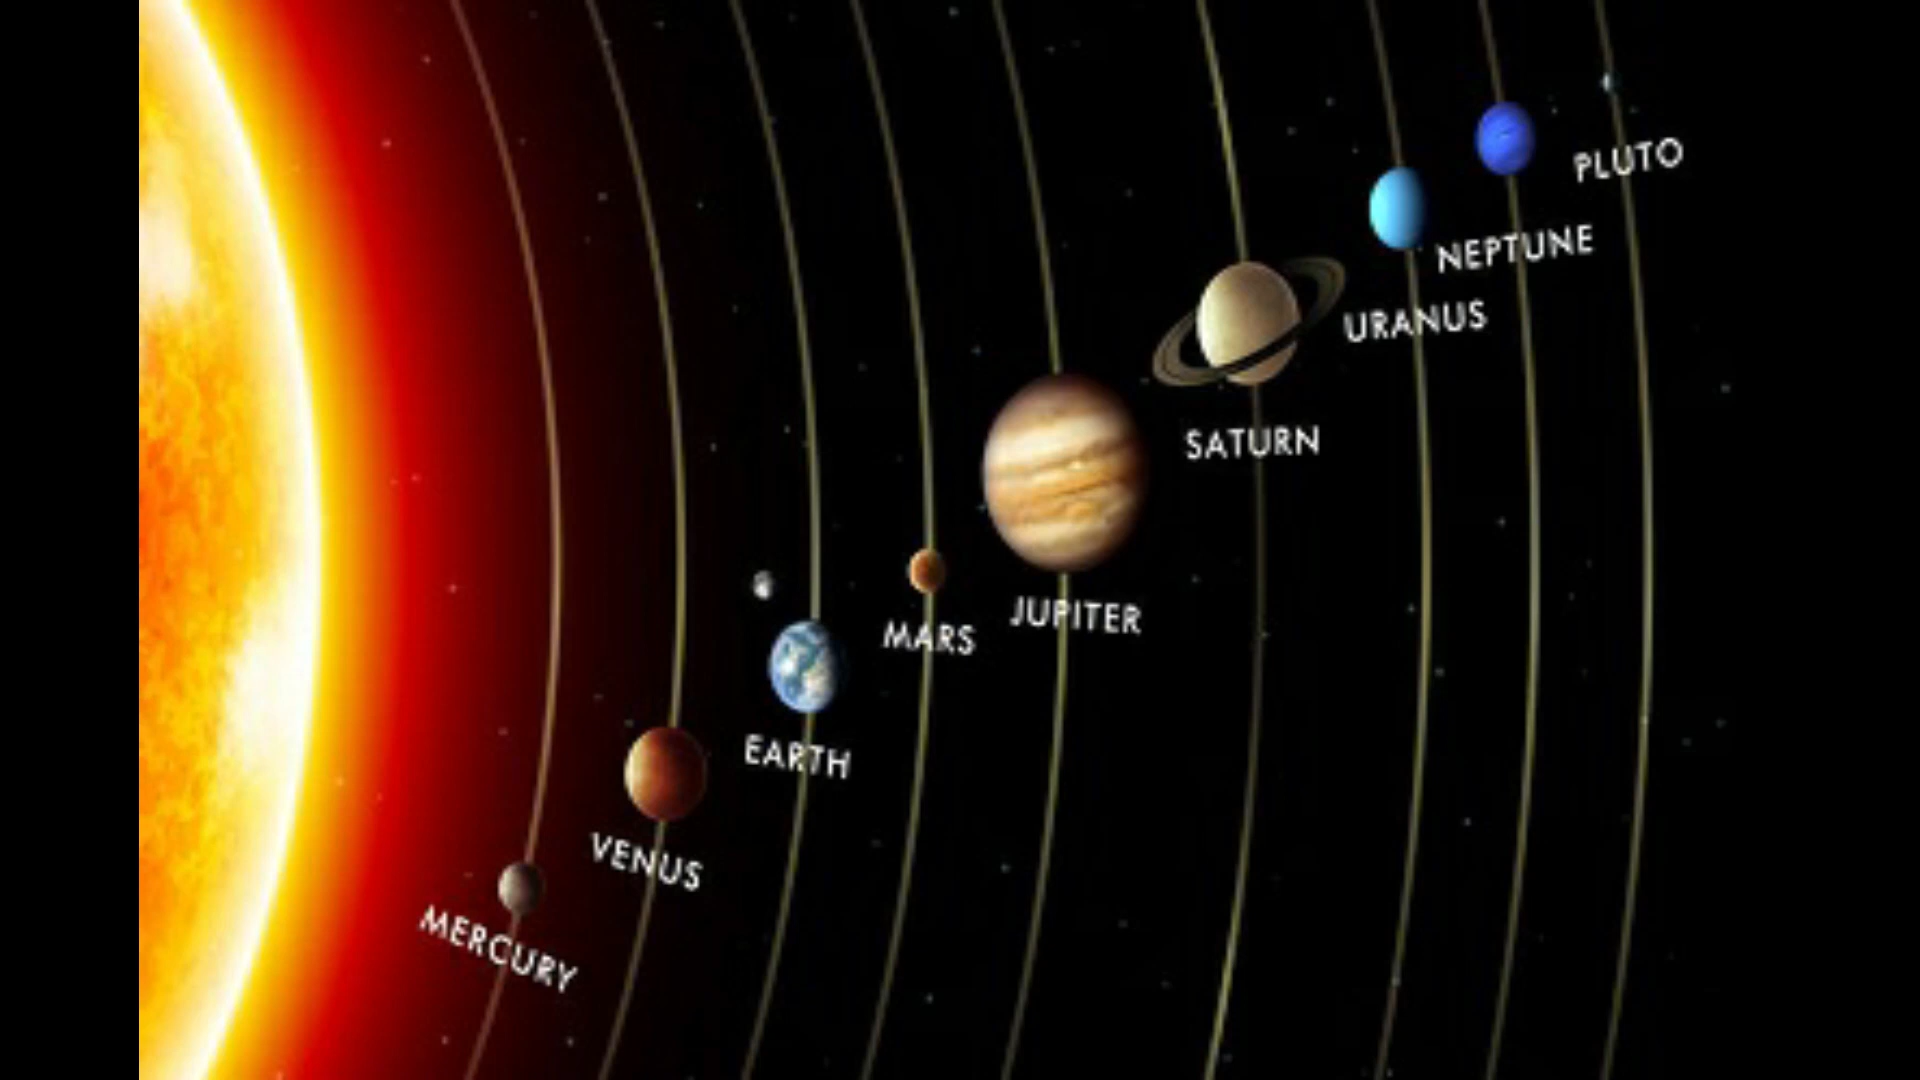 MERCURY
VENUS
EARTH
MARS
JUPITER
SATURN
URANUS
NEPTUNE
PLUTO